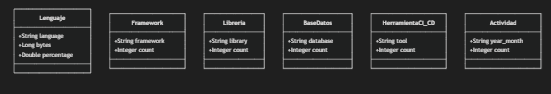 Lenguaje
+String language
+Long bytes
+Double percentage
Framework
+String framework
+Integer count
Libreria
+String library
+Integer count
BaseDatos
+String database
+Integer count
HerramientaCI_CD
+String tool
+Integer count
Actividad
+String year_month
+Integer count